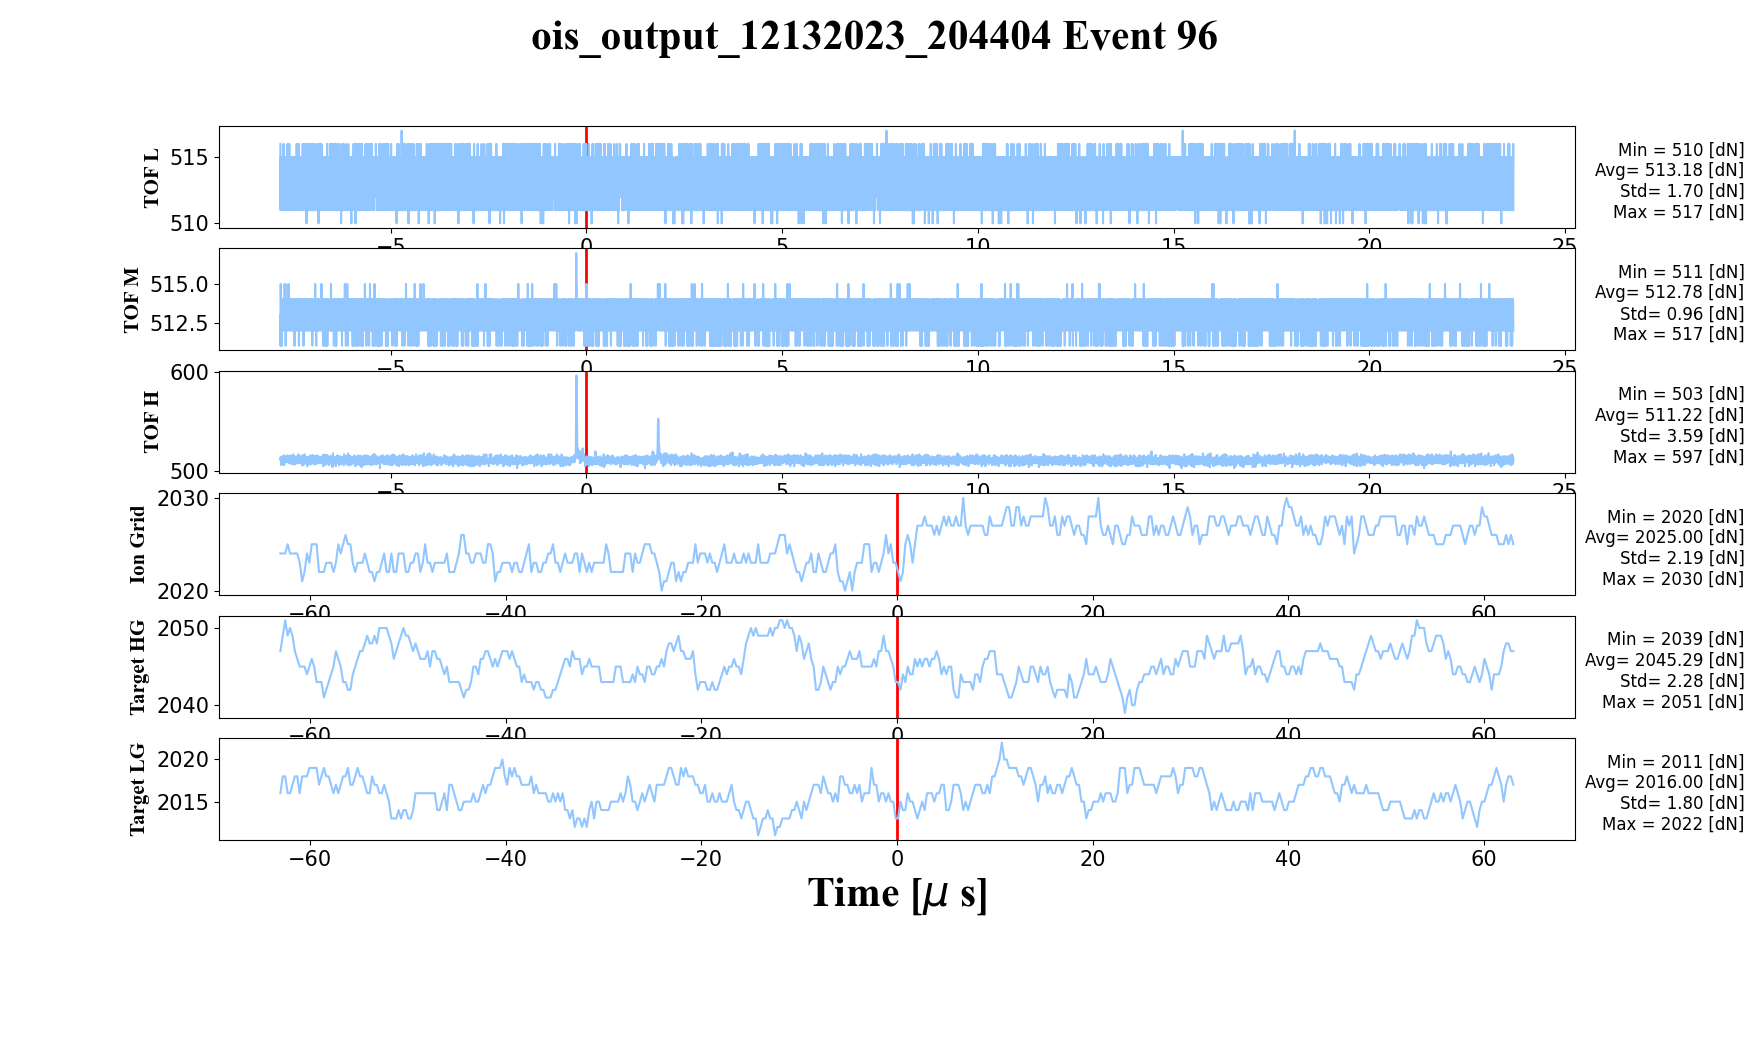 ois_output_12132023_204404 Event 96
TOF L
515
510
−5
0
5
10
15
20
25
Min = 510 [dN]
Avg= 513.18 [dN]
Std= 1.70 [dN]
Max = 517 [dN]
TOF M
515.0
512.5
−5
0
5
10
15
20
25
Min = 511 [dN]
Avg= 512.78 [dN]
Std= 0.96 [dN]
Max = 517 [dN]
TOF H
600
500
−5
0
5
10
15
20
25
Min = 503 [dN]
Avg= 511.22 [dN]
Std= 3.59 [dN]
Max = 597 [dN]
Ion Grid
2030
2020
−60
−40
−20
0
20
40
60
Min = 2020 [dN]
Avg= 2025.00 [dN]
Std= 2.19 [dN]
Max = 2030 [dN]
Target HG
2050
2040
−60
−40
−20
0
20
40
60
Min = 2039 [dN]
Avg= 2045.29 [dN]
Std= 2.28 [dN]
Max = 2051 [dN]
Target LG
2020
2015
−60
−40
−20
0
20
40
60
Min = 2011 [dN]
Avg= 2016.00 [dN]
Std= 1.80 [dN]
Max = 2022 [dN]
Time [μ s]